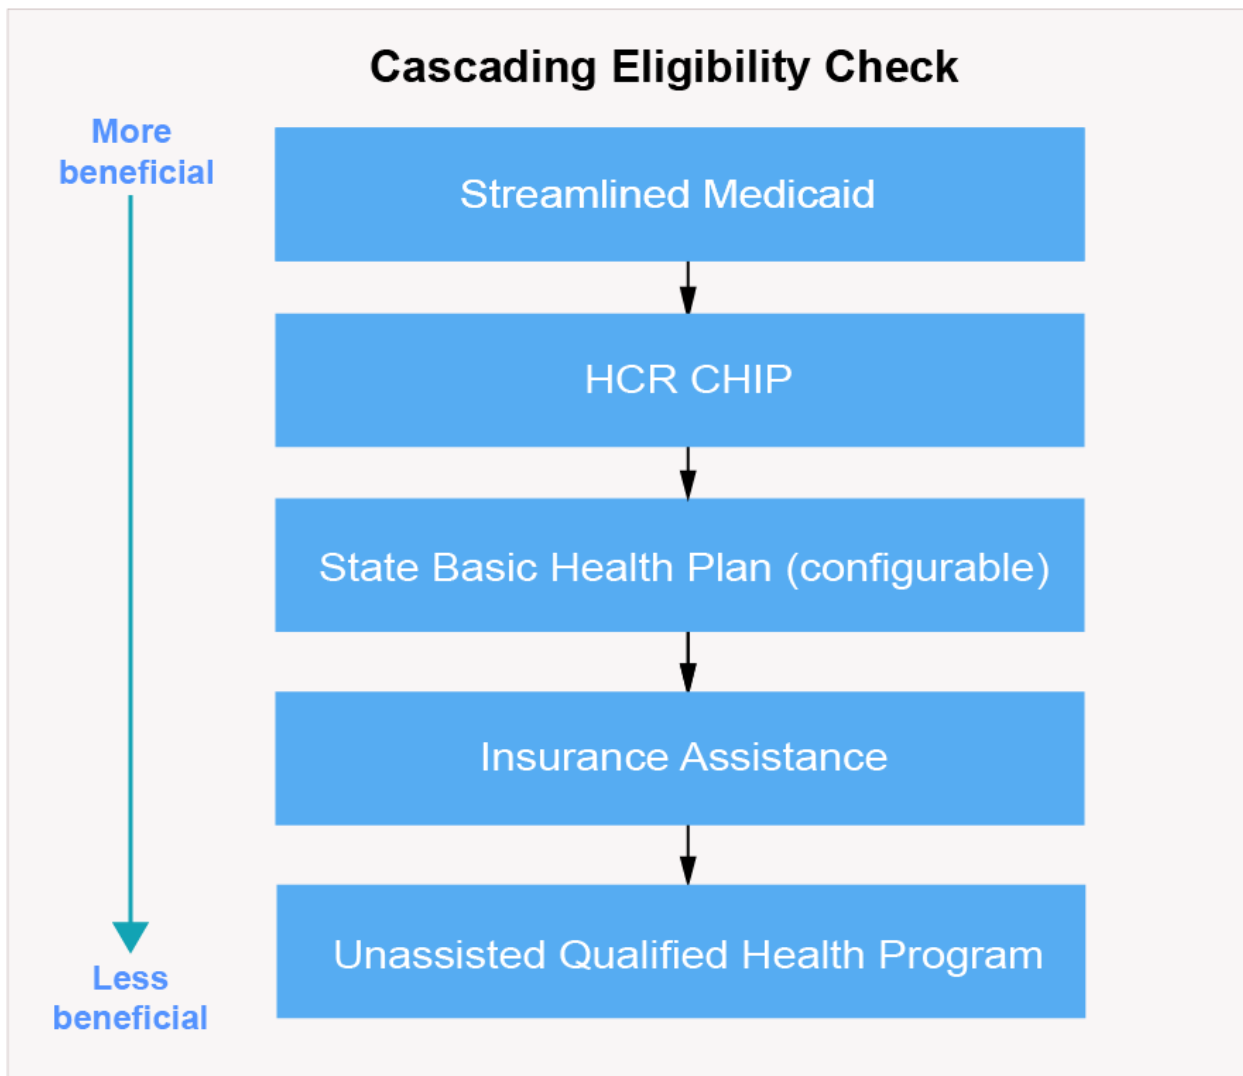 Cascading Eligibility Check
More
beneficial
Streamlined Medicaid
HCR CHIP
State Basic Health Plan (configurable)
Insurance Assistance
Unassisted Qualified Health Program
Less
beneficial